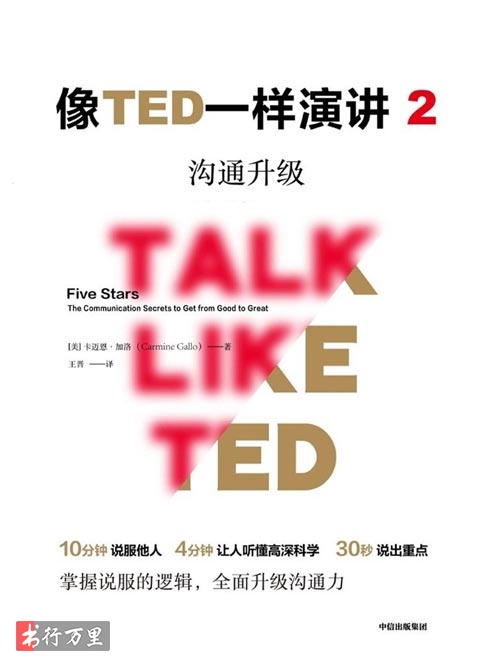 像TED一样演讲 2
沟通升级
TALK
Five Stars
The Communication Secrets to Get from Good to Great
[美] 卡迈恩·加洛（Carmine Gallo）——著
王晋 ——译
LIKE
TED
10分钟 说服他人 4分钟 让人听懂高深科学 30秒 说出重点
掌握说服的逻辑，全面升级沟通力
中信出版集团
书行万里